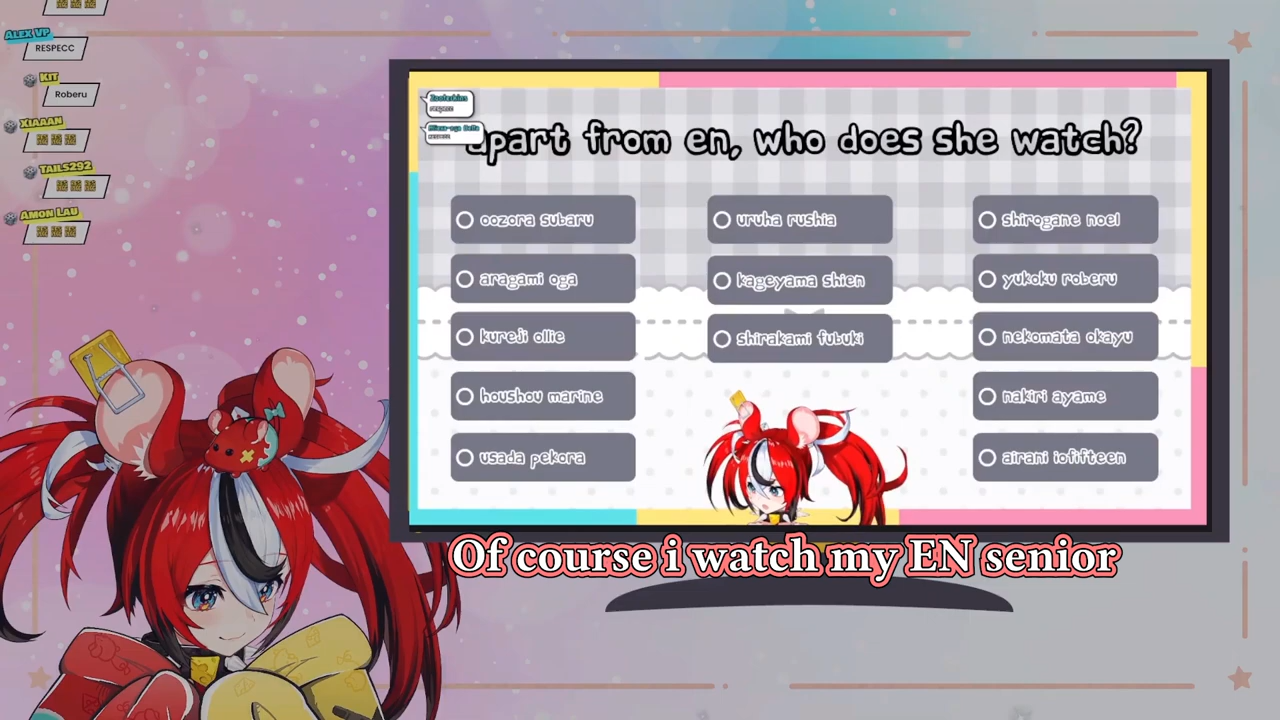 ALEX VP
RESPECC
KIT
Roberu
XIAAAN
TAILS292
AMON LAU
respecc
respecc
apart from en, who does she watch?
oozora subaru
uruha rushia
shirogane noel
aragami oga
kageyama shien
yukoku roberu
kureiji ollie
shirakami fubuki
nekomata okayu
houshou marine
nakiri ayame
usada pekora
airani iofifteen
Of course i watch my EN senior